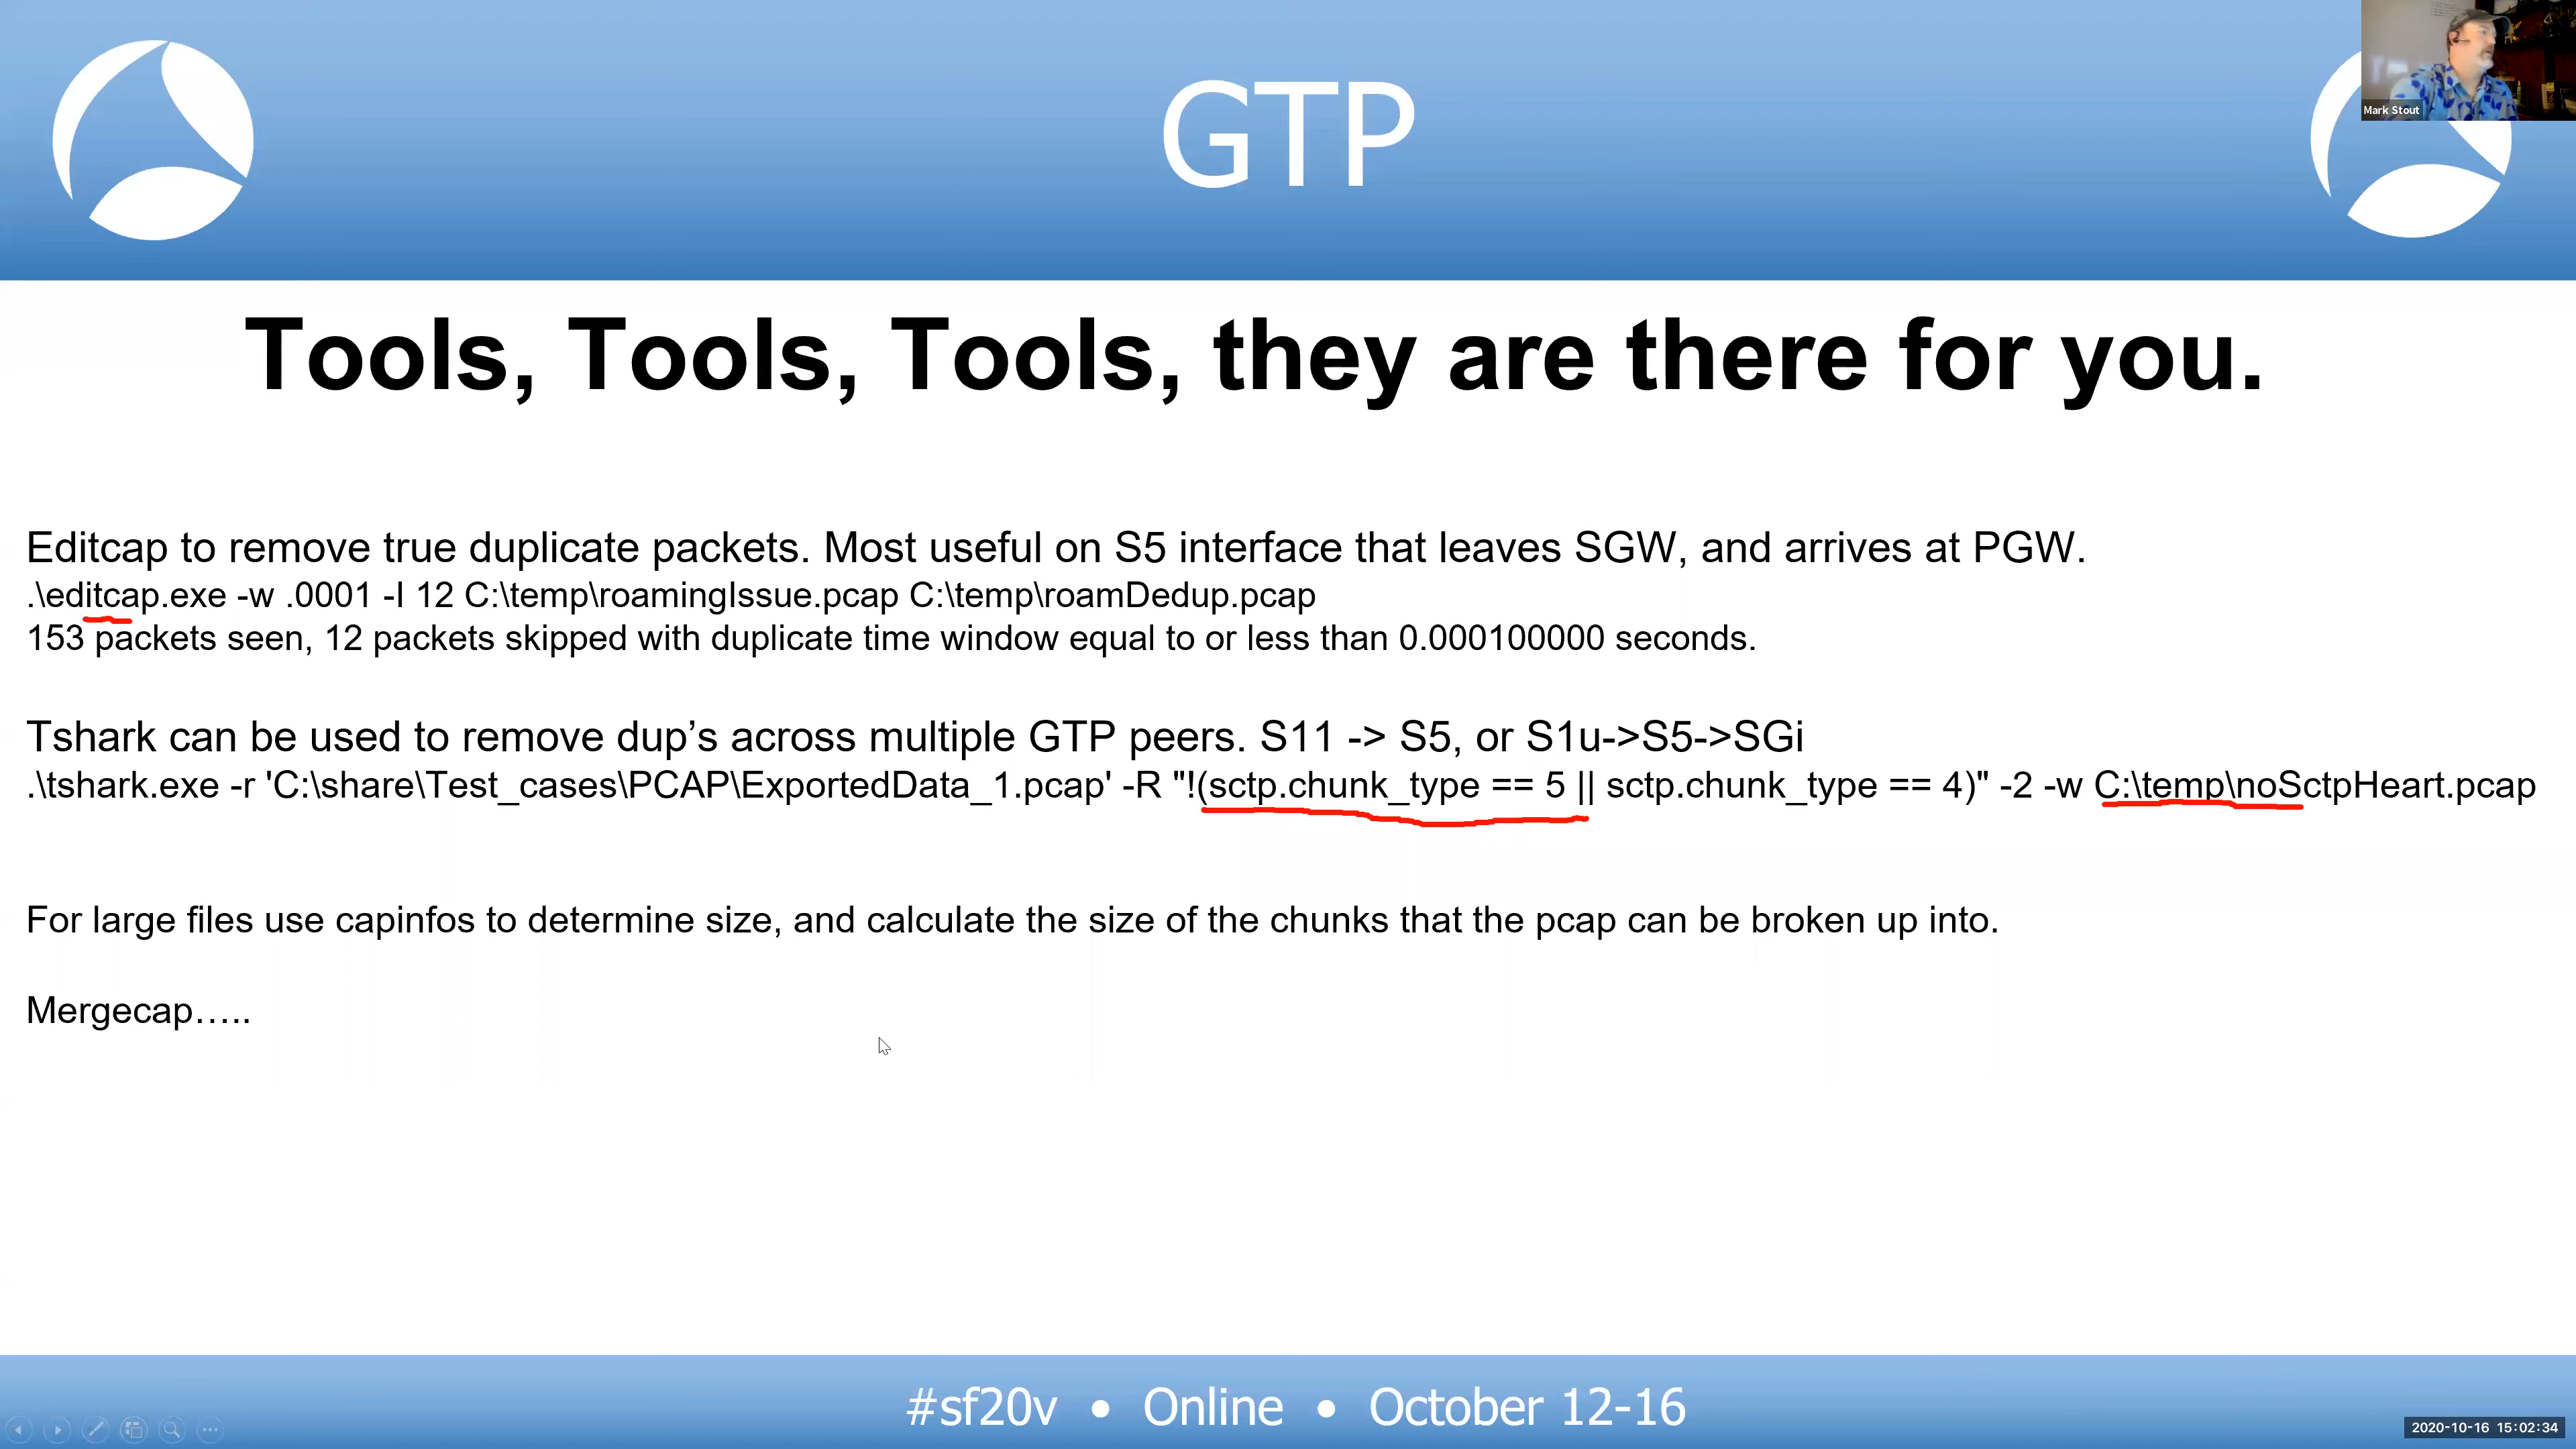 GTP
Mark Stout
Tools, Tools, Tools, they are there for you.
Editcap to remove true duplicate packets. Most useful on S5 interface that leaves SGW, and arrives at PGW.
.\editcap.exe -w .0001 -I 12 C:\temp\roamingIssue.pcap C:\temp\roamDedup.pcap
153 packets seen, 12 packets skipped with duplicate time window equal to or less than 0.000100000 seconds.
Tshark can be used to remove dup’s across multiple GTP peers. S11 -> S5, or S1u->S5->SGi
.\tshark.exe -r 'C:\share\Test_cases\PCAP\ExportedData_1.pcap' -R "!(sctp.chunk_type == 5 || sctp.chunk_type == 4)" -2 -w C:\temp\noSctpHeart.pcap
For large files use capinfos to determine size, and calculate the size of the chunks that the pcap can be broken up into.
Mergecap…..
#sf20v • Online • October 12-16
2020-10-16 15:02:34